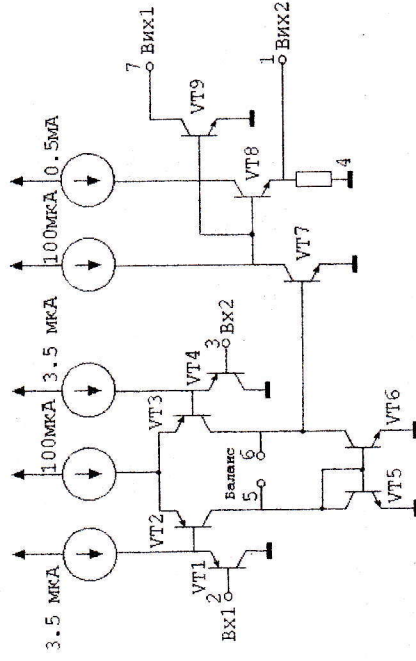 3.5 мкА
100мкА
3.5 мкА
100мкА
0.5мА
VT1
VT2
VT3
VT4
2
Вх1
3
Вх2
5
Баланс
6
VT5
VT6
VT7
VT8
VT9
7
Вих1
1
Вих2
4